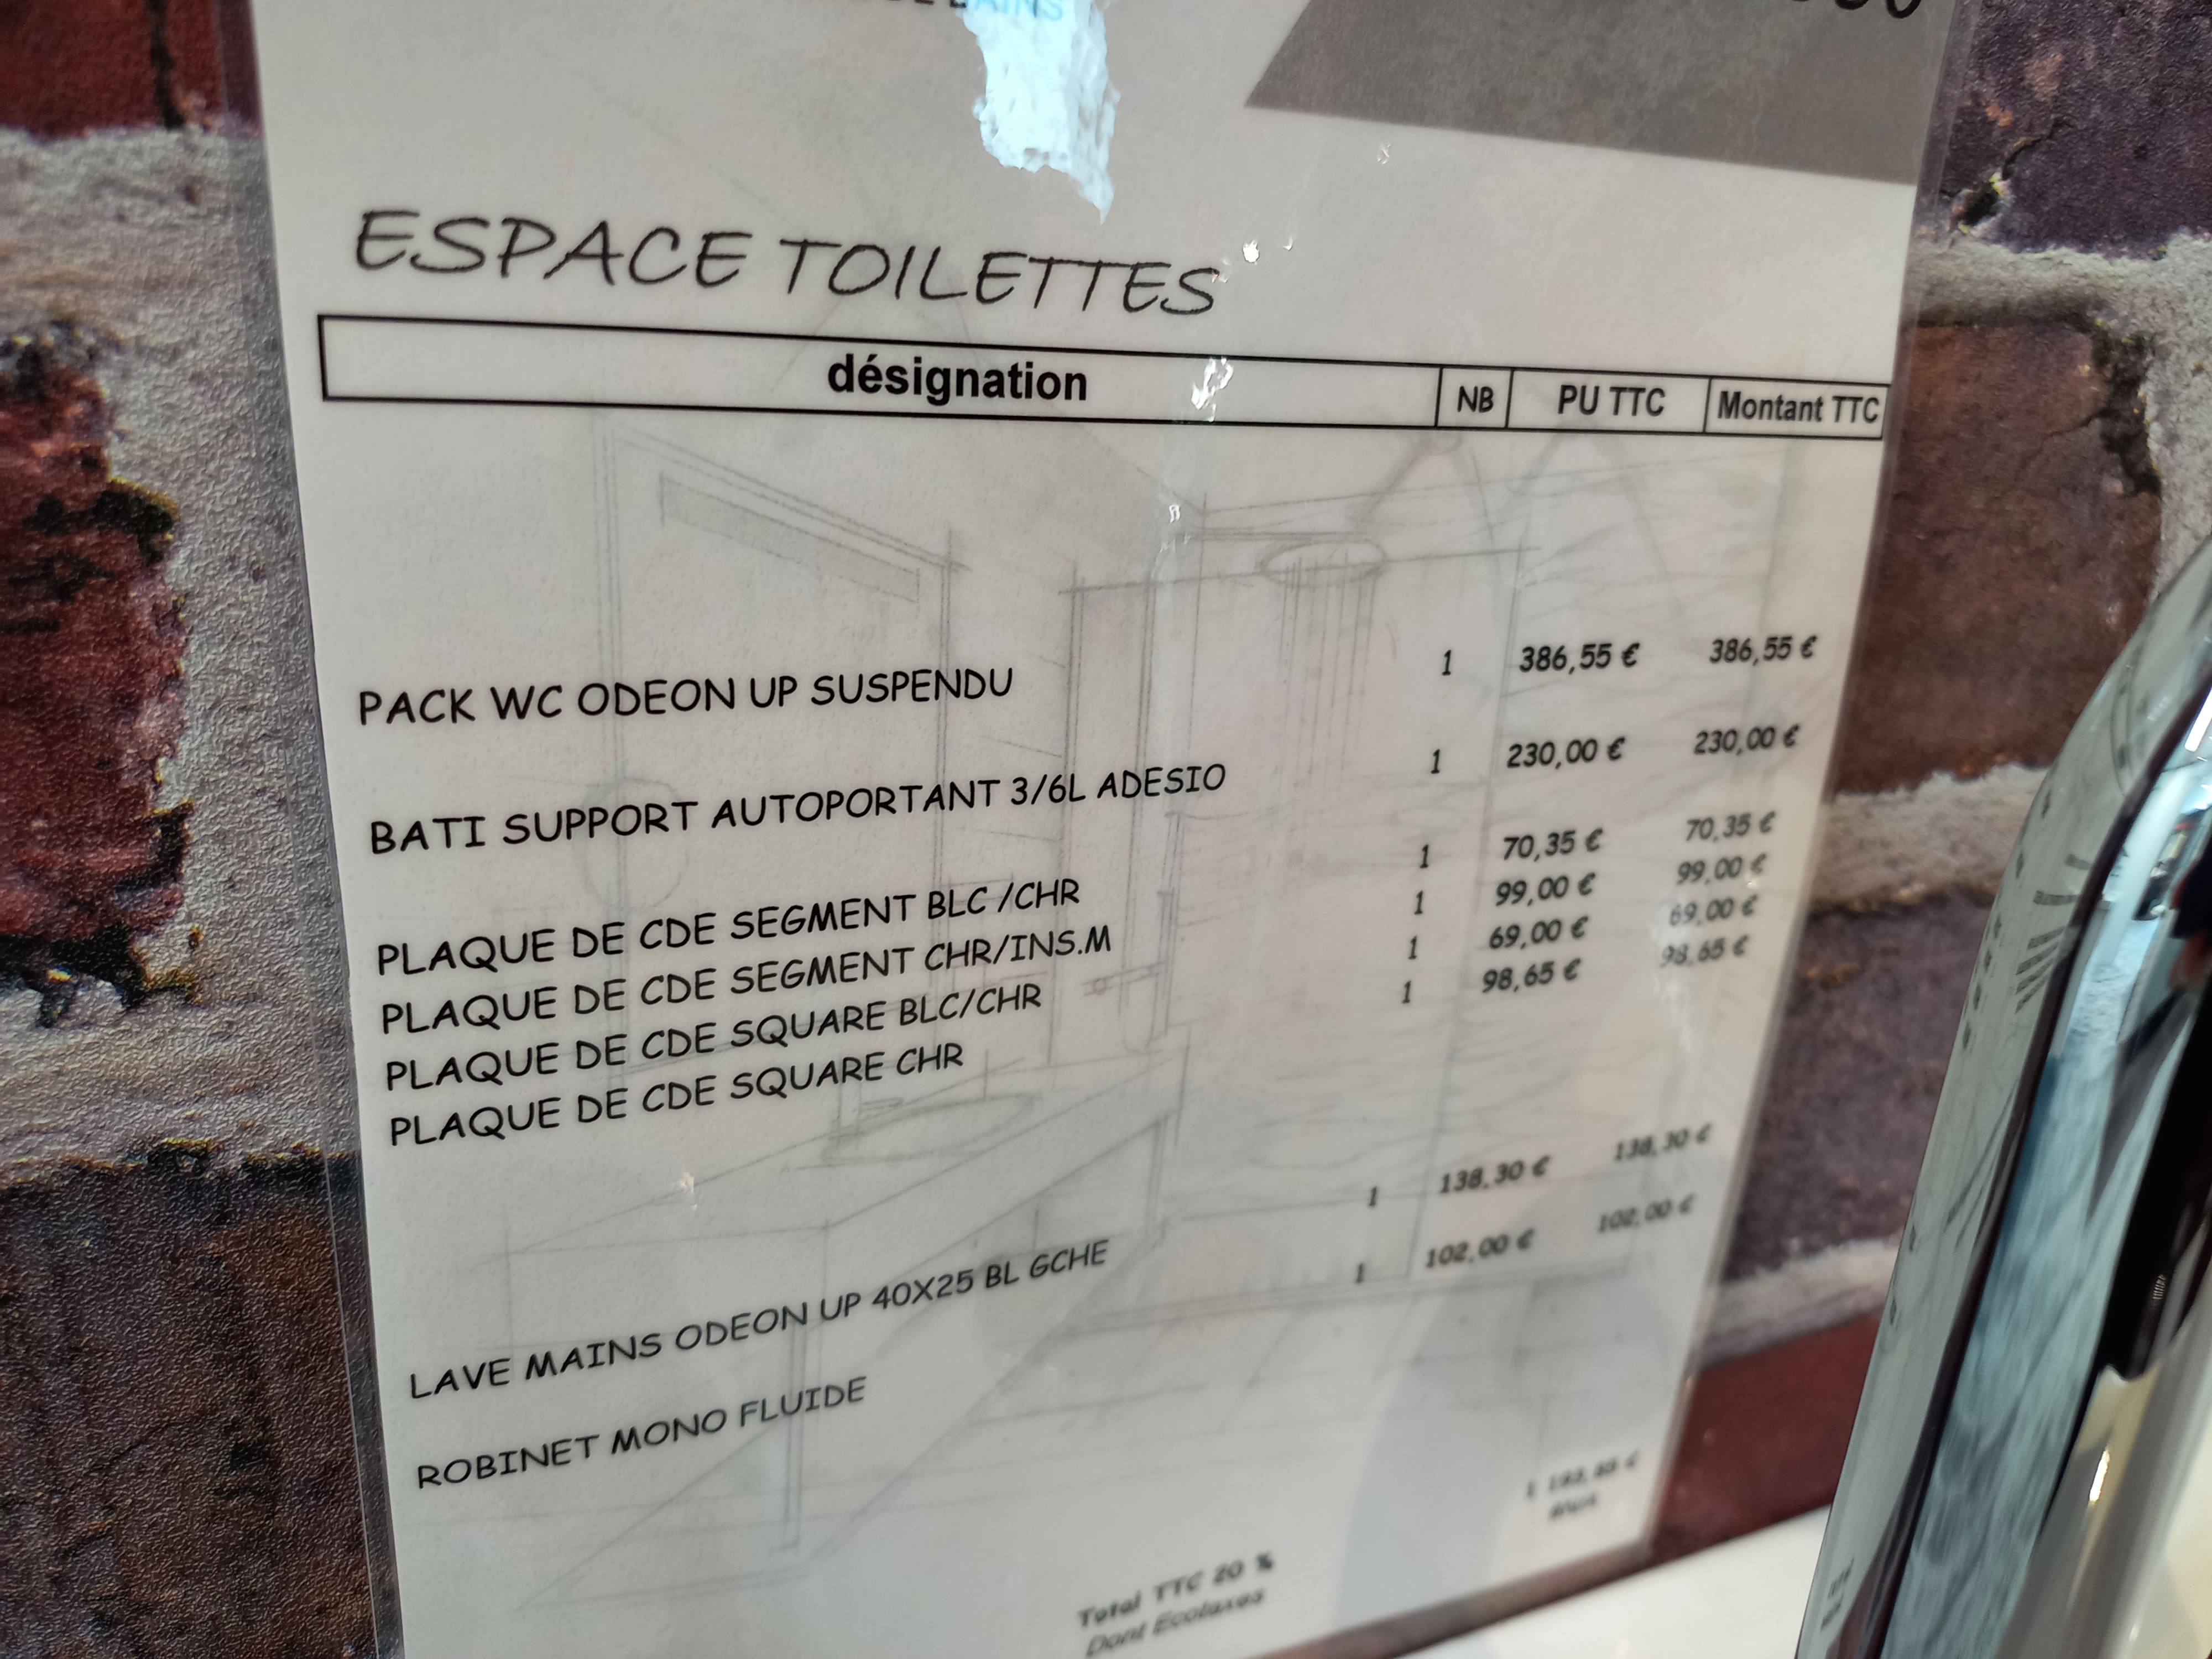 BAINS
ESPACE TOILETTES
désignation NB PU TTC Montant TTC
PACK WC ODEON UP SUSPENDU 1 386,55 € 386,55 €
BATI SUPPORT AUTOPORTANT 3/6L ADESIO 1 230,00 € 230,00 €
PLAQUE DE CDE SEGMENT BLC /CHR 1 70,35 € 70,35 €
PLAQUE DE CDE SEGMENT CHR/INS.M 1 99,00 € 99,00 €
PLAQUE DE CDE SQUARE BLC/CHR 1 69,00 € 69,00 €
PLAQUE DE CDE SQUARE CHR 1 98,65 € 98,65 €
LAVE MAINS ODEON UP 40X25 BL GCHE 1 138,30 € 138,30 €
ROBINET MONO FLUIDE 1 102,00 € 102,00 €
Total TTC 20 %
Dont Ecotaxes